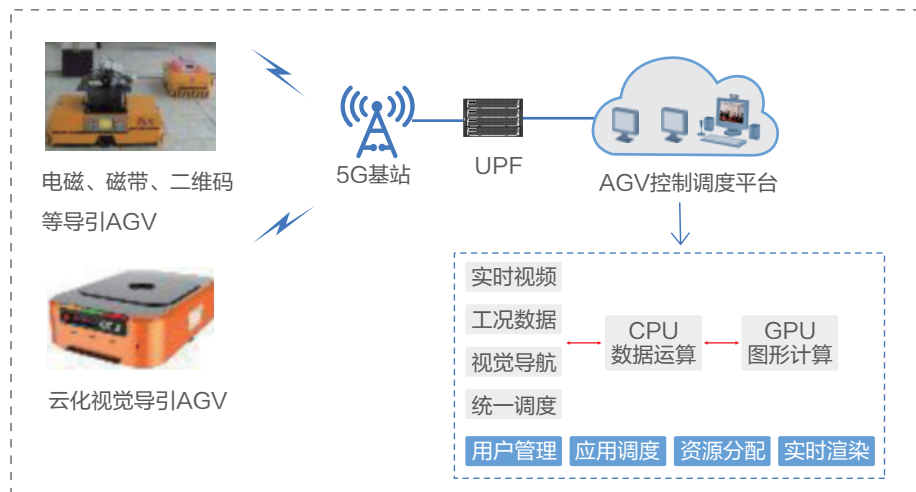 电磁、磁带、二维码
等导引AGV
云化视觉导引AGV
5G基站
UPF
AGV控制调度平台
实时视频
工况数据
视觉导航
统一调度
CPU
数据运算
GPU
图形计算
用户管理
应用调度
资源分配
实时渲染